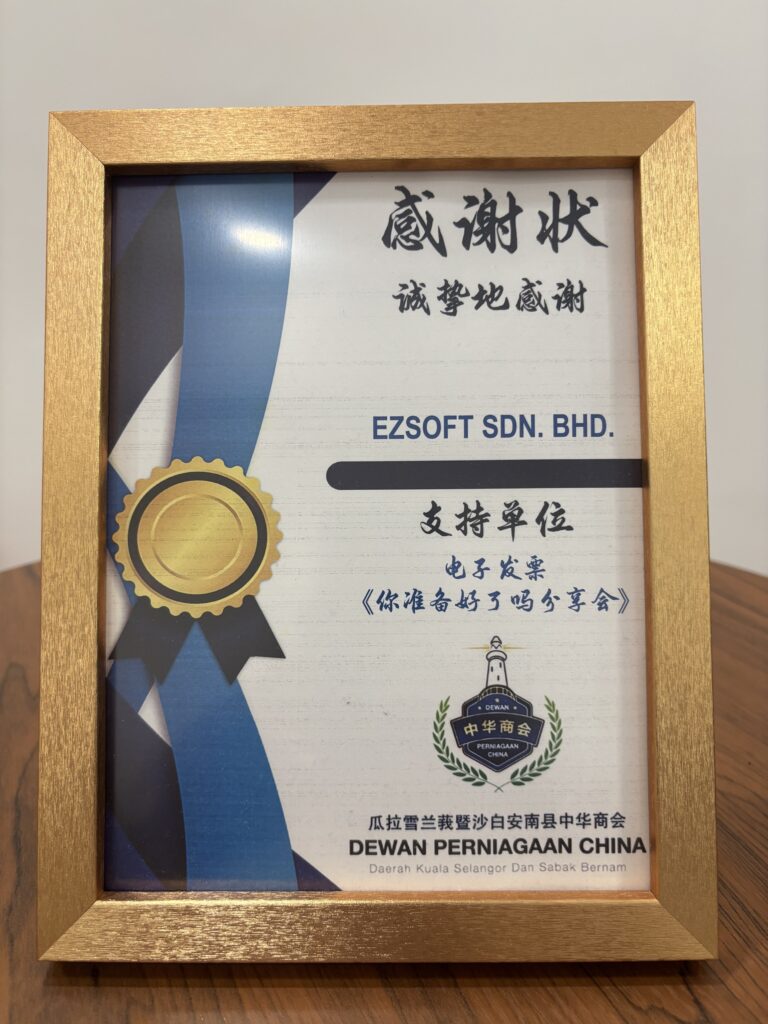 感谢状
诚挚地感谢
EZSOFT SDN. BHD.
支持单位
电子发票
《你准备好了吗分享会》
DEWAN
中华商会
PERNIAGAAN
CHINA
瓜拉雪兰莪暨沙白安南县中华商会
DEWAN PERNIAGAAN CHINA
Daerah Kuala Selangor Dan Sabak Bernam